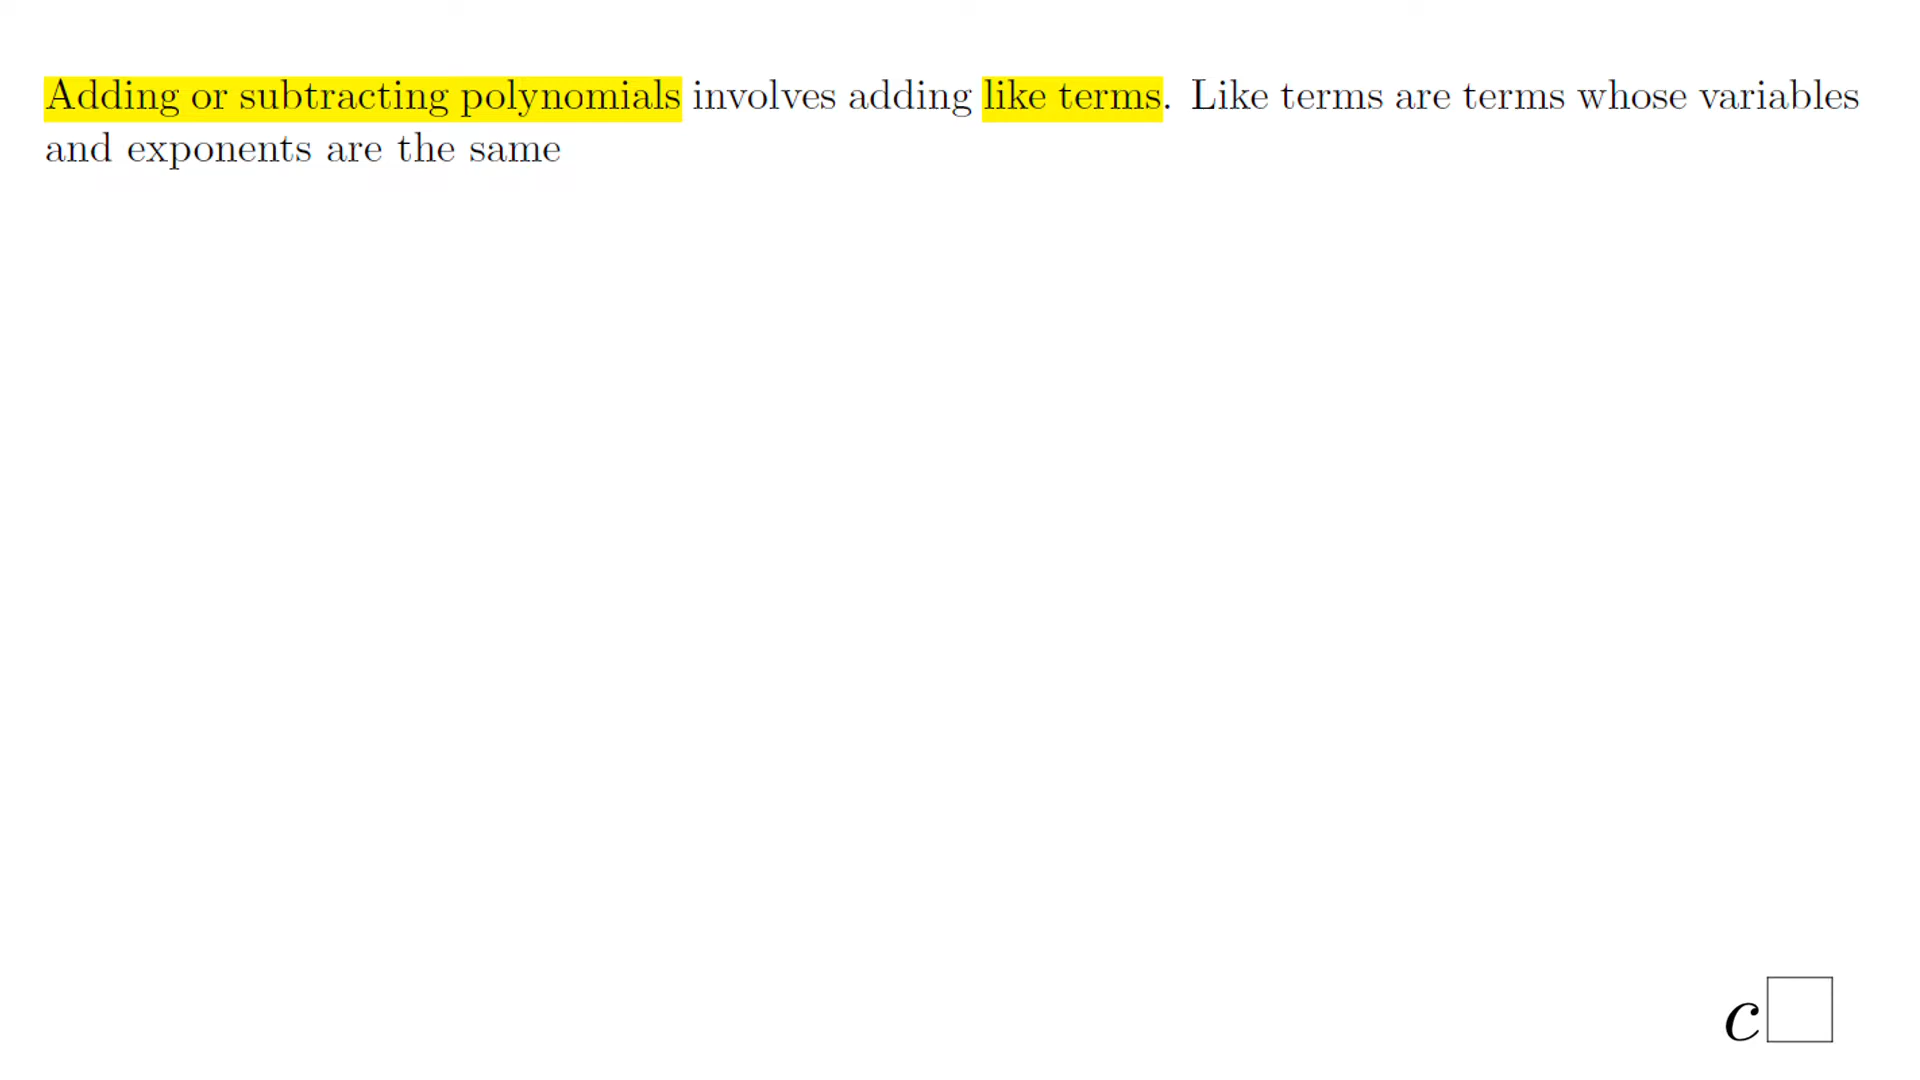 Adding or subtracting polynomials involves adding like terms. Like terms are terms whose variables
and exponents are the same
c